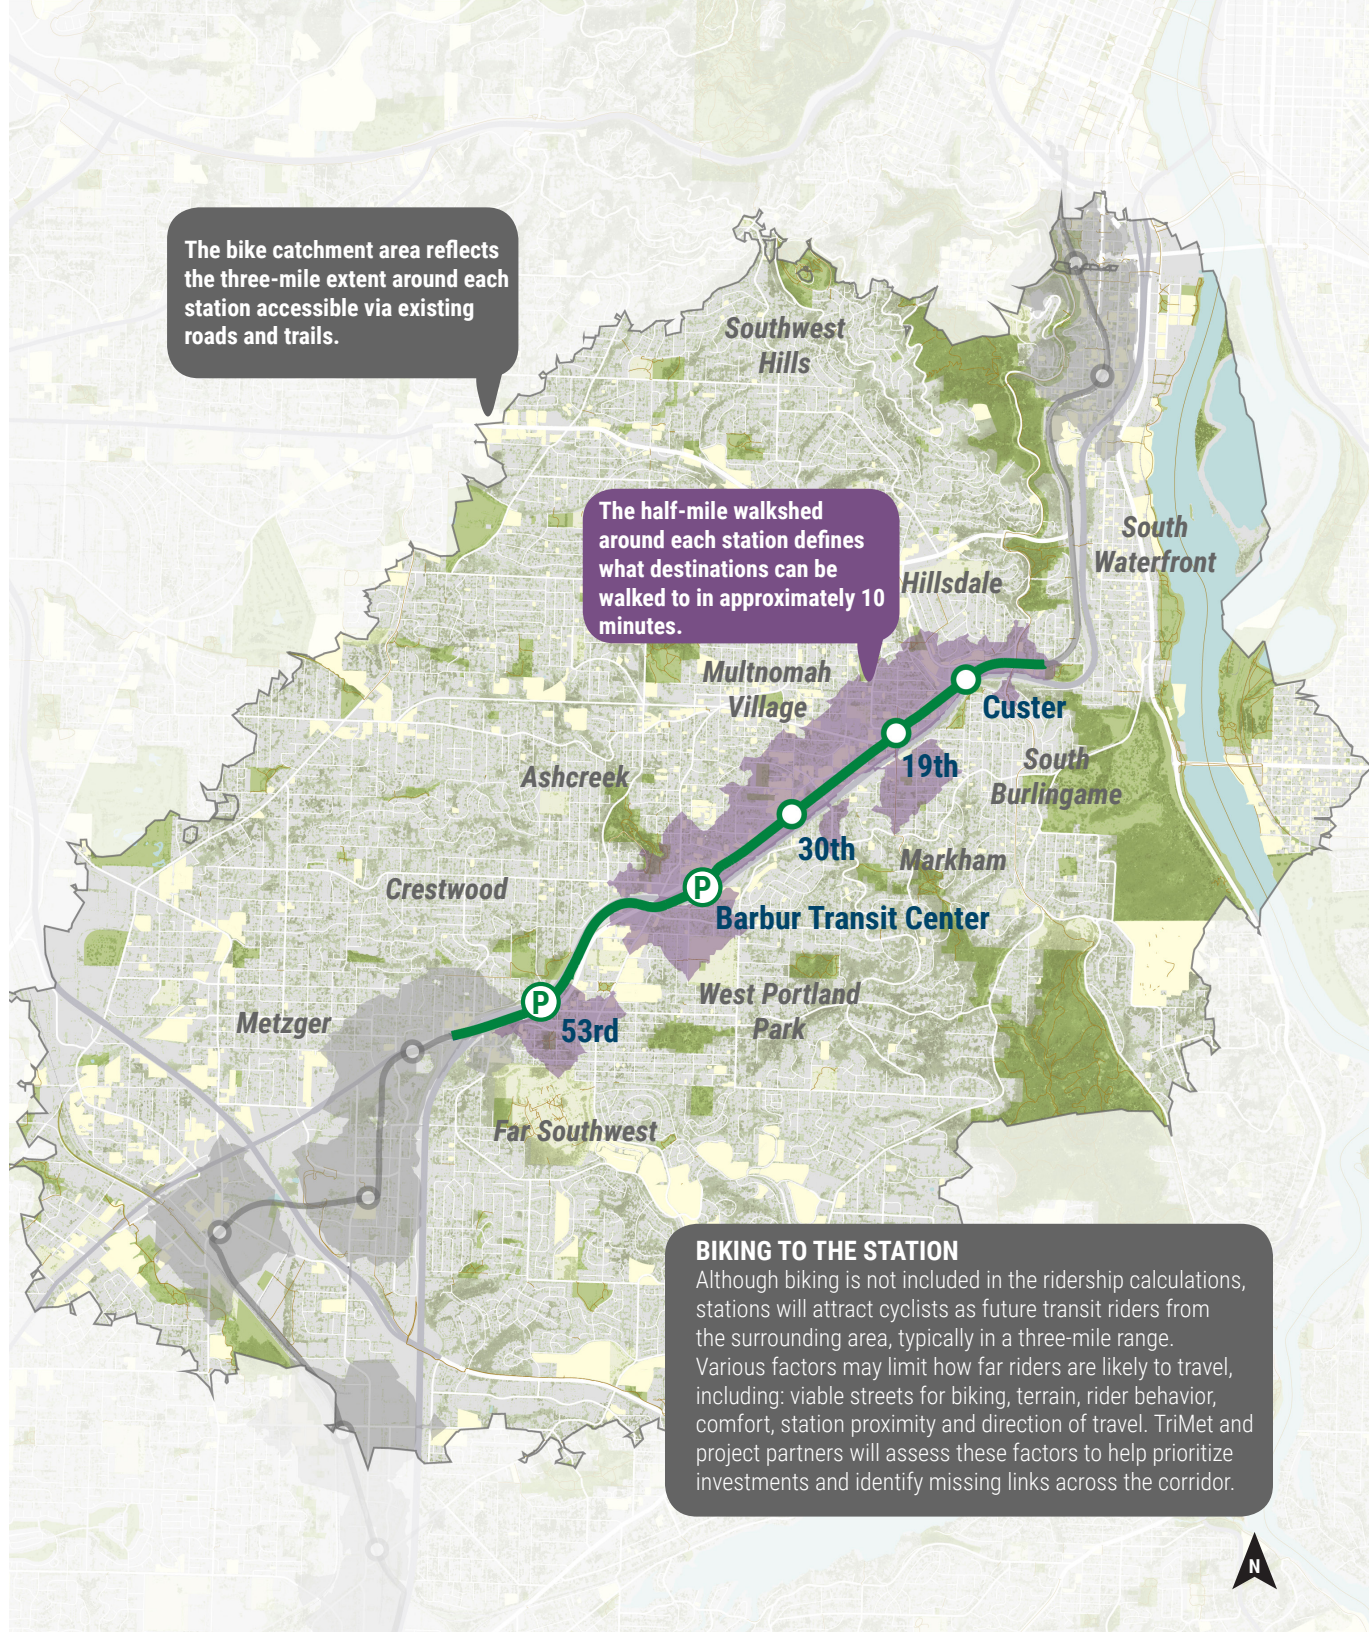 The bike catchment area reflects
the three-mile extent around each
station accessible via existing
roads and trails.
Southwest
Hills
The half-mile walkshed
around each station defines
what destinations can be
walked to in approximately 10
minutes.
South
Waterfront
Hillsdale
Multnomah
Village
Custer
Ashcreek
19th
South
Burlingame
30th
Markham
Crestwood
P
Barbur Transit Center
West Portland
Park
P
53rd
Metzger
Far Southwest
BIKING TO THE STATION
Although biking is not included in the ridership calculations,
stations will attract cyclists as future transit riders from
the surrounding area, typically in a three-mile range.
Various factors may limit how far riders are likely to travel,
including: viable streets for biking, terrain, rider behavior,
comfort, station proximity and direction of travel. TriMet and
project partners will assess these factors to help prioritize
investments and identify missing links across the corridor.
N